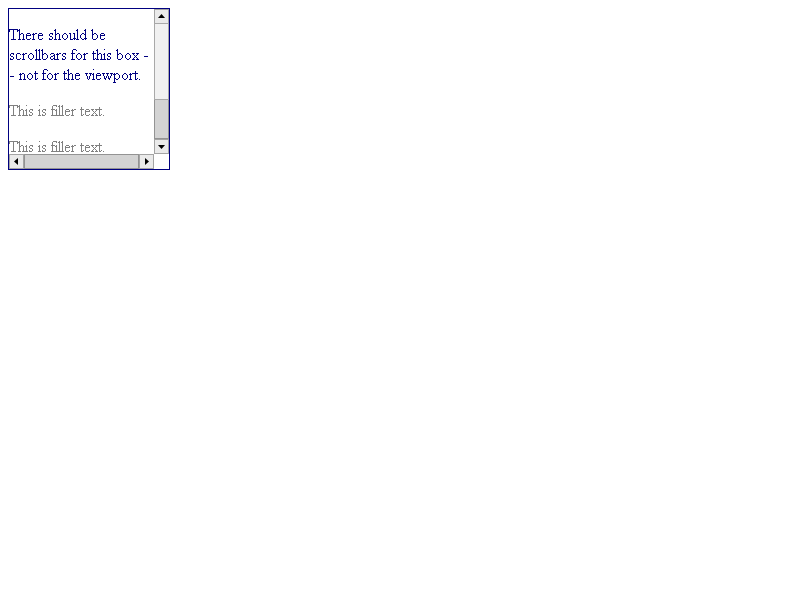 There should be
scrollbars for this box -
- not for the viewport.
This is filler text.
This is filler text.